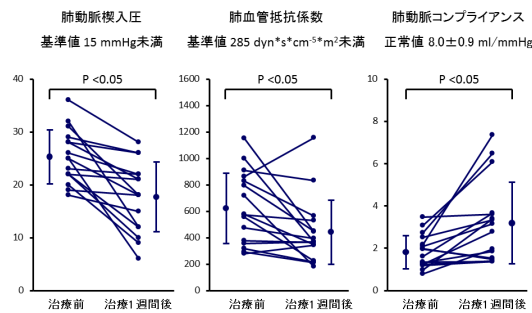 肺動脈楔入圧
基準値 15 mmHg未満
P <0.05
40
30
20
10
0
治療前
治療1週間後
肺血管抵抗係数
基準値 285 dyn*s*cm⁻⁵*m²未満
P <0.05
1600
1400
1200
1000
800
600
400
200
0
治療前
治療1週間後
肺動脈コンプライアンス
正常値 8.0±0.9 ml/mmHg
P <0.05
10
8
6
4
2
0
治療前
治療1週間後